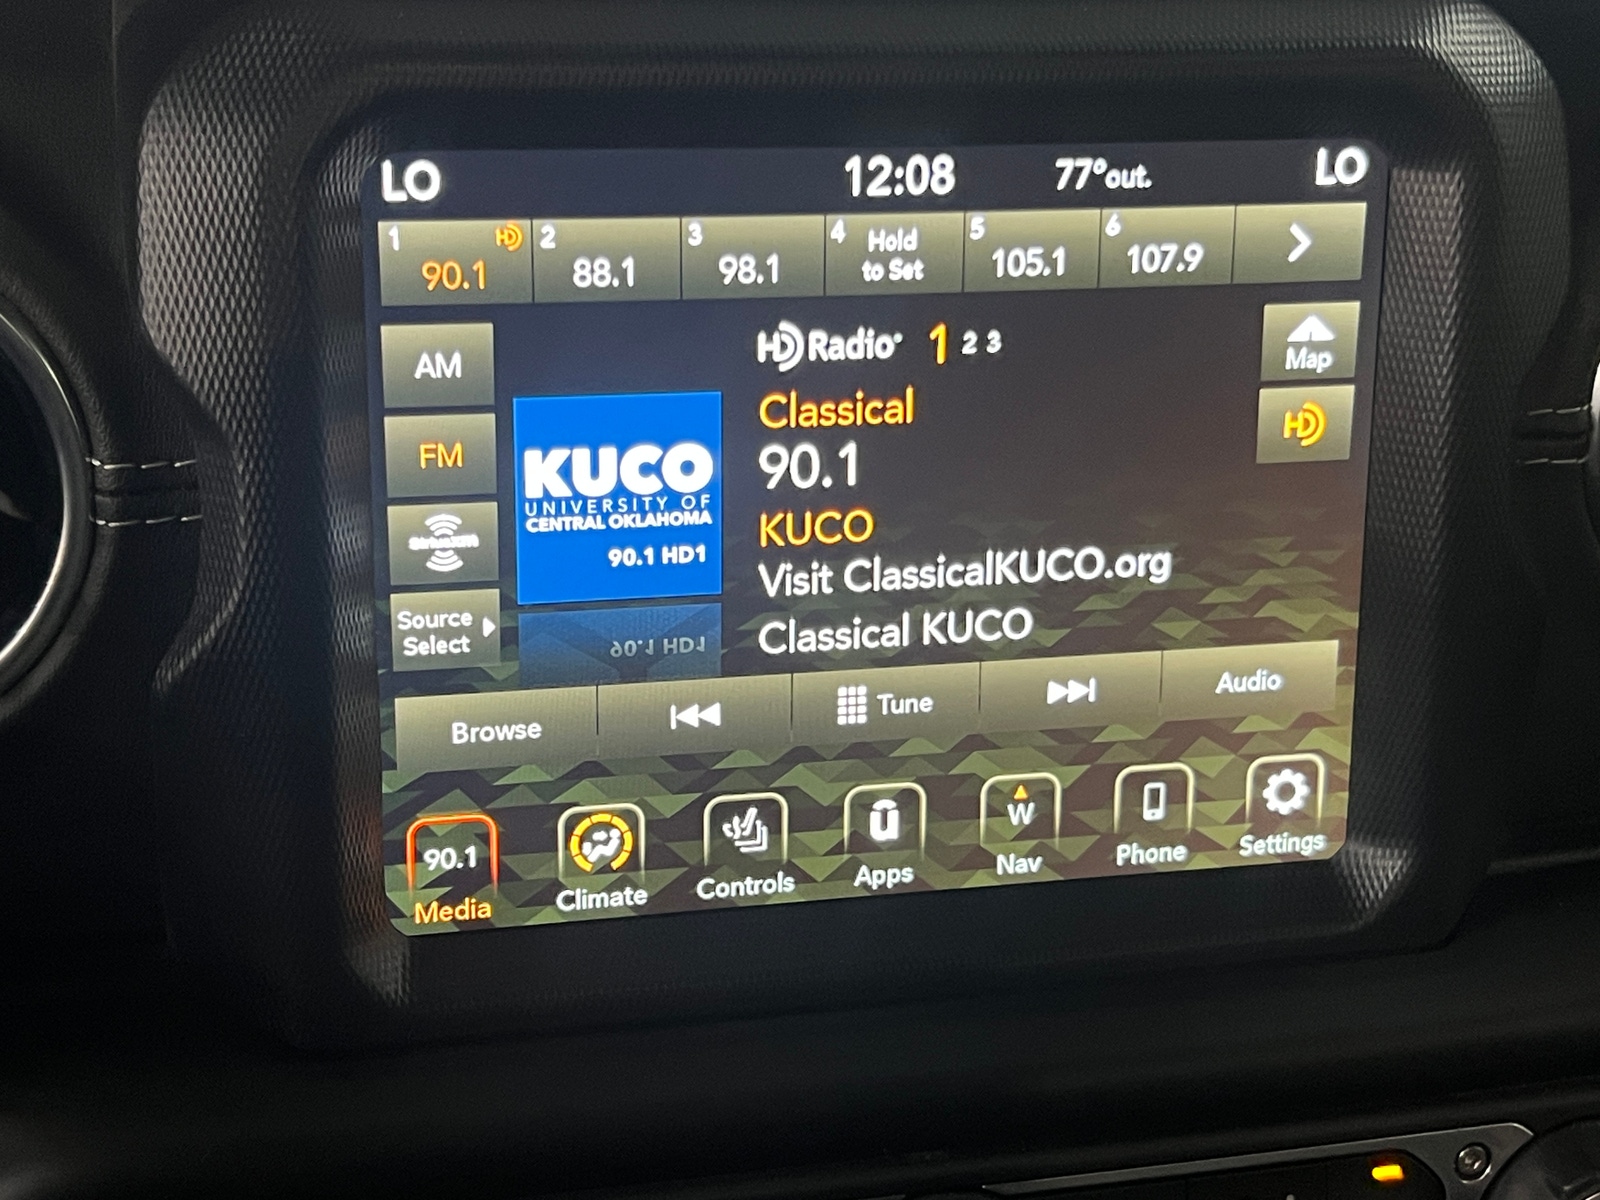 LO 12:08 77°out. LO
1 HD 90.1
2 88.1
3 98.1
4 Hold to Set
5 105.1
6 107.9
AM
FM
SiriusXM
Source
Select
HD Radio 1 2 3
Map
HD
KUCO
UNIVERSITY OF
CENTRAL OKLAHOMA
90.1 HD1
Classical
90.1
KUCO
Visit ClassicalKUCO.org
Classical KUCO
Browse Tune Audio
90.1
Media
Climate
Controls
u
Apps
W
Nav
Phone
Settings